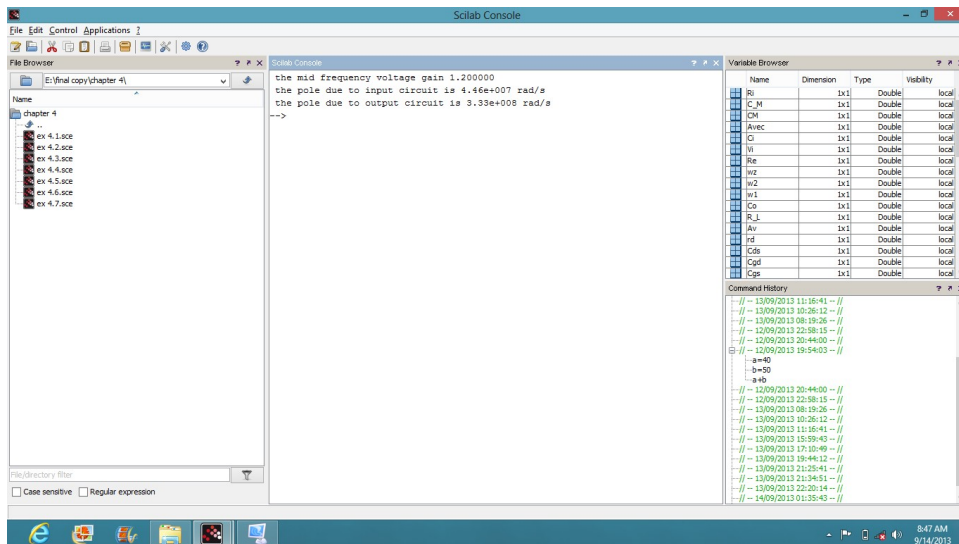 Scilab Console
File Edit Control Applications ?
File Browser
E:\final copy\chapter 4\
Name
chapter 4
..
ex 4.1.sce
ex 4.2.sce
ex 4.3.sce
ex 4.4.sce
ex 4.5.sce
ex 4.6.sce
ex 4.7.sce
File/directory filter
Case sensitive Regular expression
Scilab Console
the mid frequency voltage gain 1.200000
the pole due to input circuit is 4.46e+007 rad/s
the pole due to output circuit is 3.33e+008 rad/s
-->
Variable Browser
Name Dimension Type Visibility
Ri 1x1 Double local
C_M 1x1 Double local
CM 1x1 Double local
Avec 1x1 Double local
Ci 1x1 Double local
Vi 1x1 Double local
Re 1x1 Double local
wz 1x1 Double local
w2 1x1 Double local
w1 1x1 Double local
Co 1x1 Double local
R_L 1x1 Double local
Av 1x1 Double local
rd 1x1 Double local
Cds 1x1 Double local
Cgd 1x1 Double local
Cgs 1x1 Double local
Command History
// -- 13/09/2013 11:16:41 -- //
// -- 13/09/2013 10:26:12 -- //
// -- 13/09/2013 08:19:26 -- //
// -- 12/09/2013 22:58:15 -- //
// -- 12/09/2013 20:44:00 -- //
// -- 12/09/2013 19:54:03 -- //
a=40
b=50
a+b
// -- 12/09/2013 20:44:00 -- //
// -- 12/09/2013 22:58:15 -- //
// -- 13/09/2013 08:19:26 -- //
// -- 13/09/2013 10:26:12 -- //
// -- 13/09/2013 11:16:41 -- //
// -- 13/09/2013 15:59:43 -- //
// -- 13/09/2013 17:10:49 -- //
// -- 13/09/2013 19:44:12 -- //
// -- 13/09/2013 21:25:41 -- //
// -- 13/09/2013 21:34:51 -- //
// -- 13/09/2013 22:20:14 -- //
// -- 14/09/2013 01:35:43 -- //
8:47 AM
9/14/2013